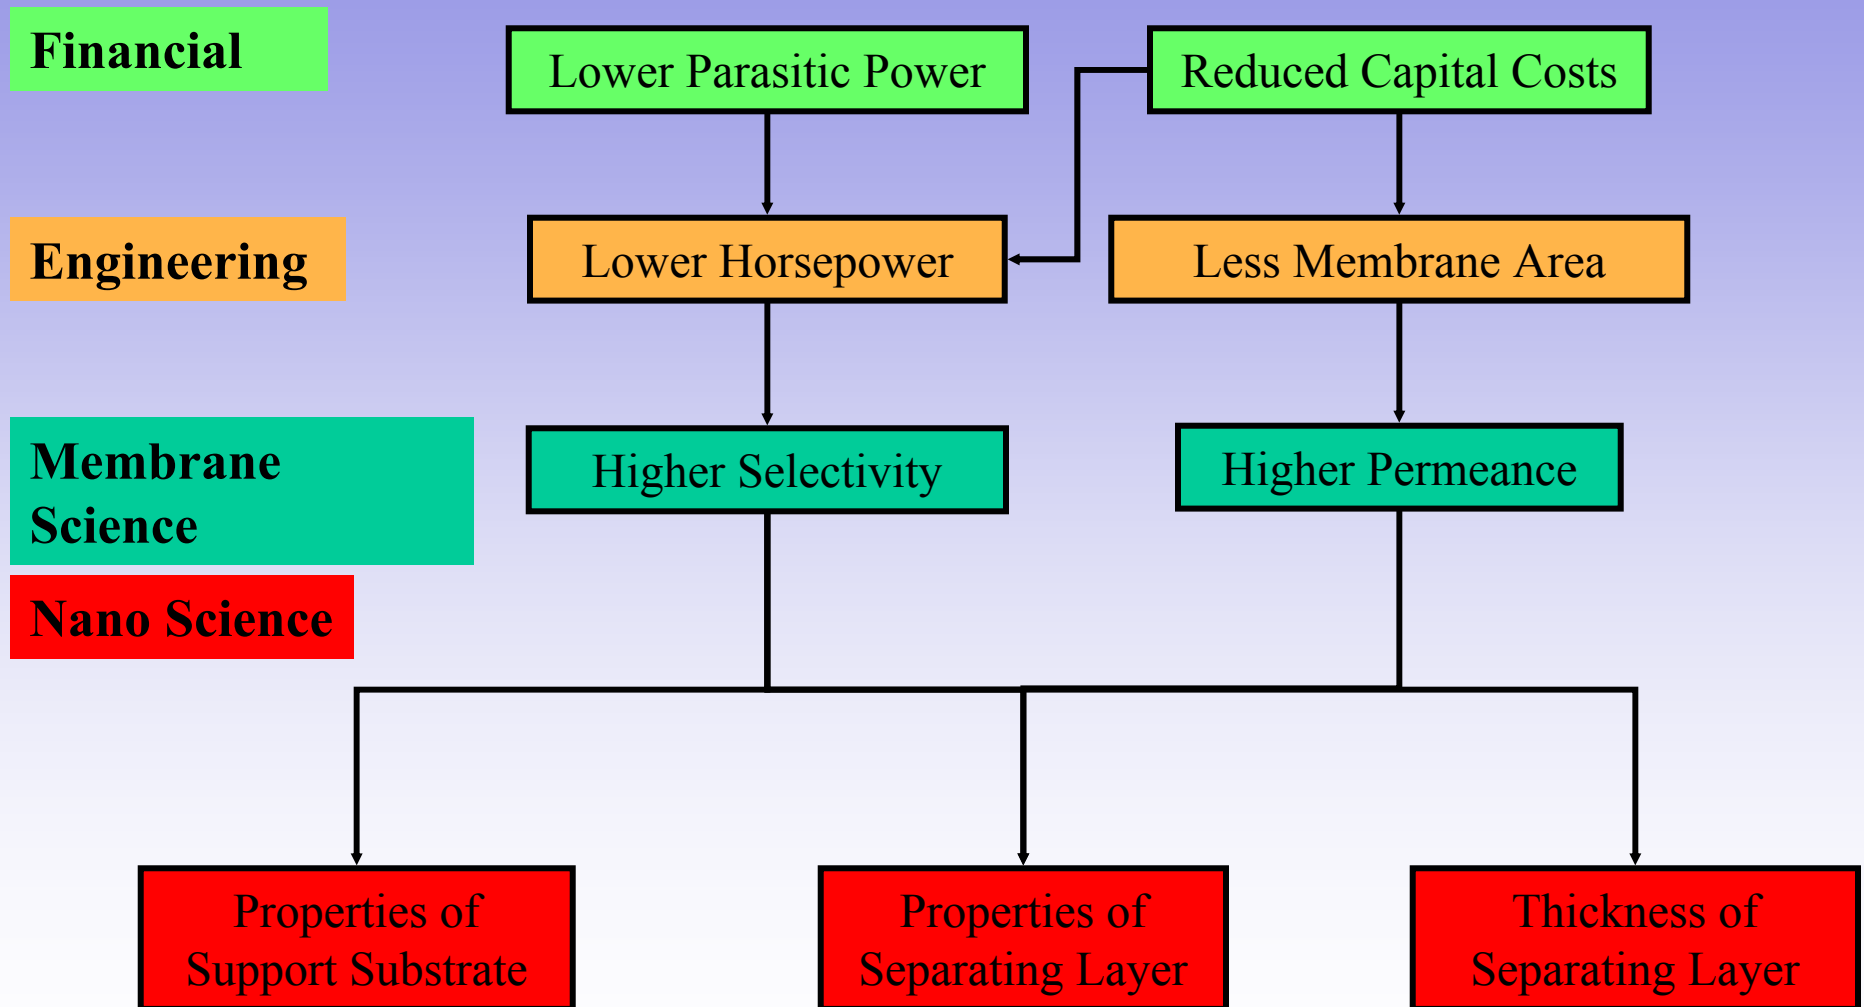 Financial
Lower Parasitic Power
Reduced Capital Costs
Engineering
Lower Horsepower
Less Membrane Area
Membrane
Science
Higher Selectivity
Higher Permeance
Nano Science
Properties of
Support Substrate
Properties of
Separating Layer
Thickness of
Separating Layer